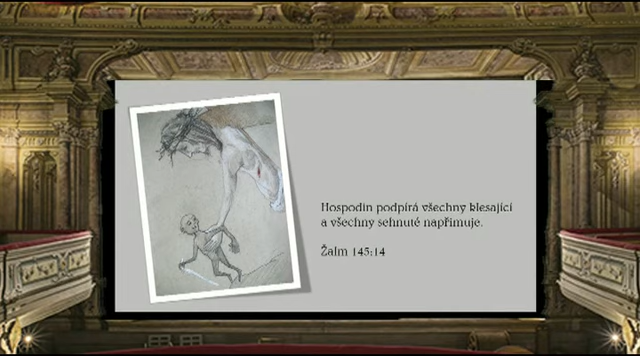 Hospodin podpírá všechny klesající
a všechny sehnuté napřimuje.
Žalm 145:14